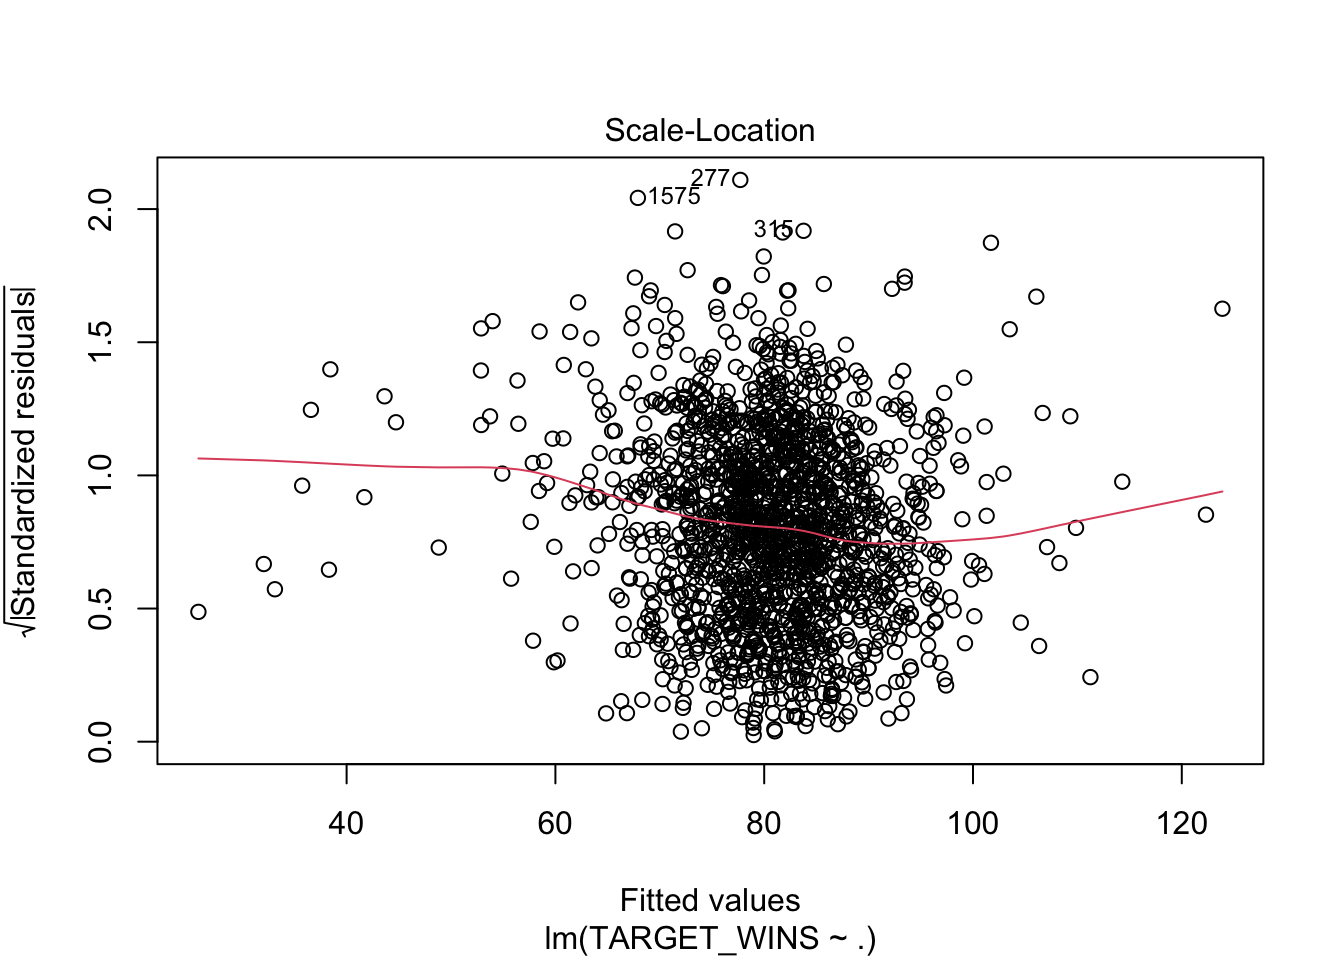 Scale-Location
277
1575
315
2.0
1.5
1.0
0.5
0.0
√|Standardized residuals|
40 60 80 100 120
Fitted values
lm(TARGET_WINS ~ .)